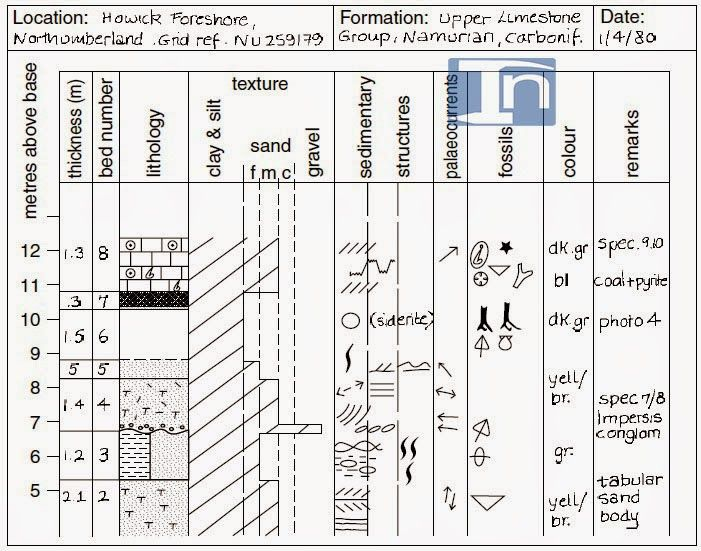 Location: Howick Foreshore,
Northumberland .Grid ref. NU 259179
Formation: Upper Limestone
Group, Namurian, Carbonif.
Date:
1/4/80
metres above base
thickness (m)
bed number
lithology
texture
clay & silt
sand
f m c
gravel
sedimentary
structures
palaeocurrents
fossils
colour
remarks
In
12 1.3 8 dk.gr spec. 9,10
11 bl coal+pyrite
.3 7
10 (siderite) dk.gr photo 4
1.5 6
9
5 5
8 yell/
br.
1.4 4 spec 7/8
7 Impersis
conglom
6 1.2 3 gr.
tabular
5 2.1 2 yell/ sand
br. body